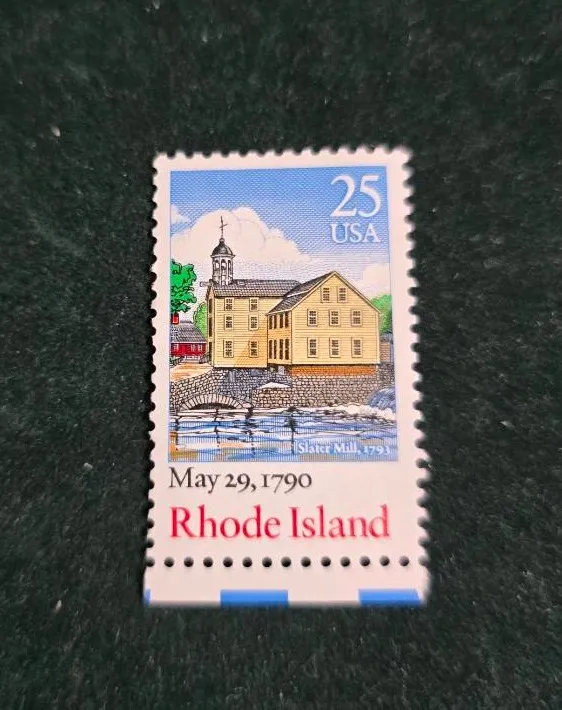 25
USA
Slater Mill, 1793
May 29, 1790
Rhode Island